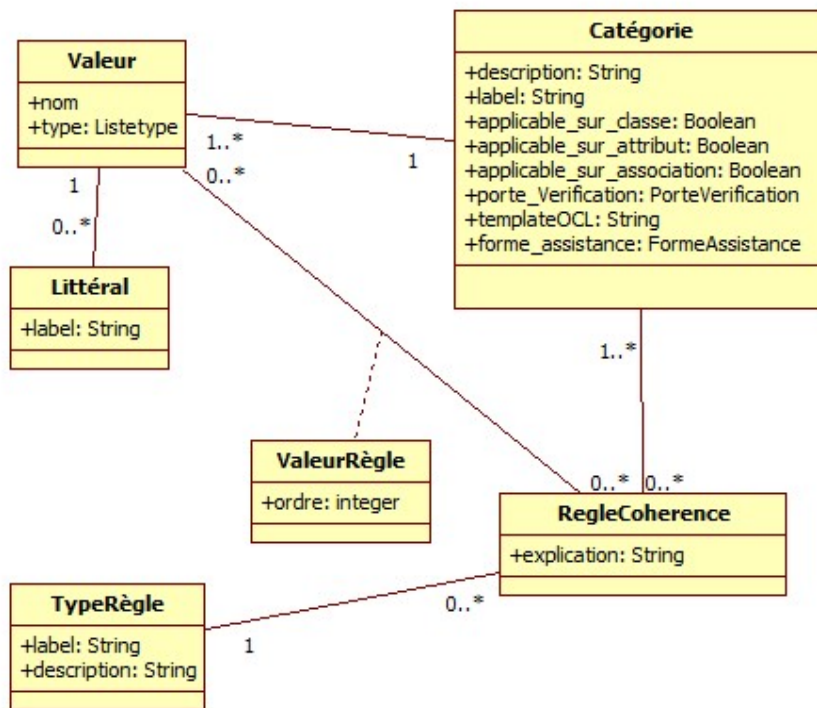 Valeur
+nom
+type: Listetype
Catégorie
+description: String
+label: String
+applicable_sur_classe: Boolean
+applicable_sur_attribut: Boolean
+applicable_sur_association: Boolean
+porte_Verification: PorteVerification
+templateOCL: String
+forme_assistance: FormeAssistance
1..*
1
0..*
1
0..*
Littéral
+label: String
1..*
ValeurRègle
+ordre: integer
0..*
0..*
RegleCoherence
+explication: String
TypeRègle
+label: String
+description: String
1
0..*